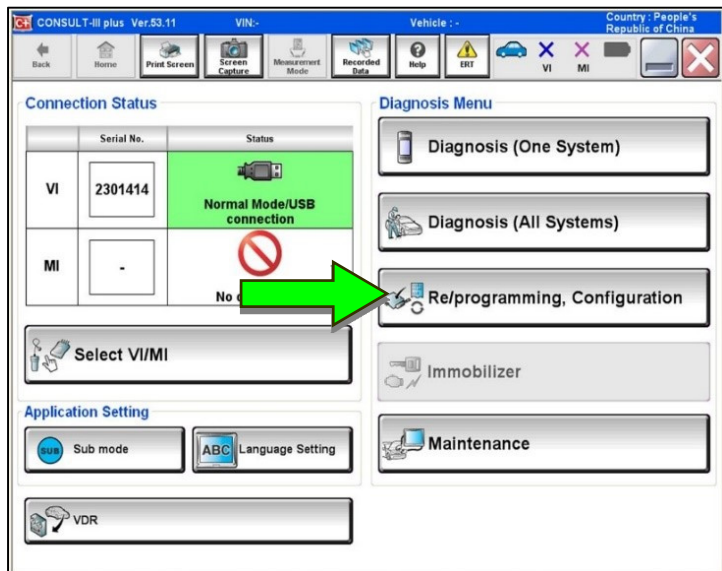 CONSULT-III plus Ver.53.11 VIN:- Vehicle : - Country : People's
Republic of China
Back
Home
Print Screen
Screen
Capture
Measurement
Mode
Recorded
Data
Help
ERT
VI
MI
Connection Status
Serial No. Status
VI
2301414
Normal Mode/USB
connection
MI
-
No
Select VI/MI
Application Setting
SUB
Sub mode
ABC
Language Setting
VDR
Diagnosis Menu
Diagnosis (One System)
Diagnosis (All Systems)
Re/programming, Configuration
Immobilizer
Maintenance